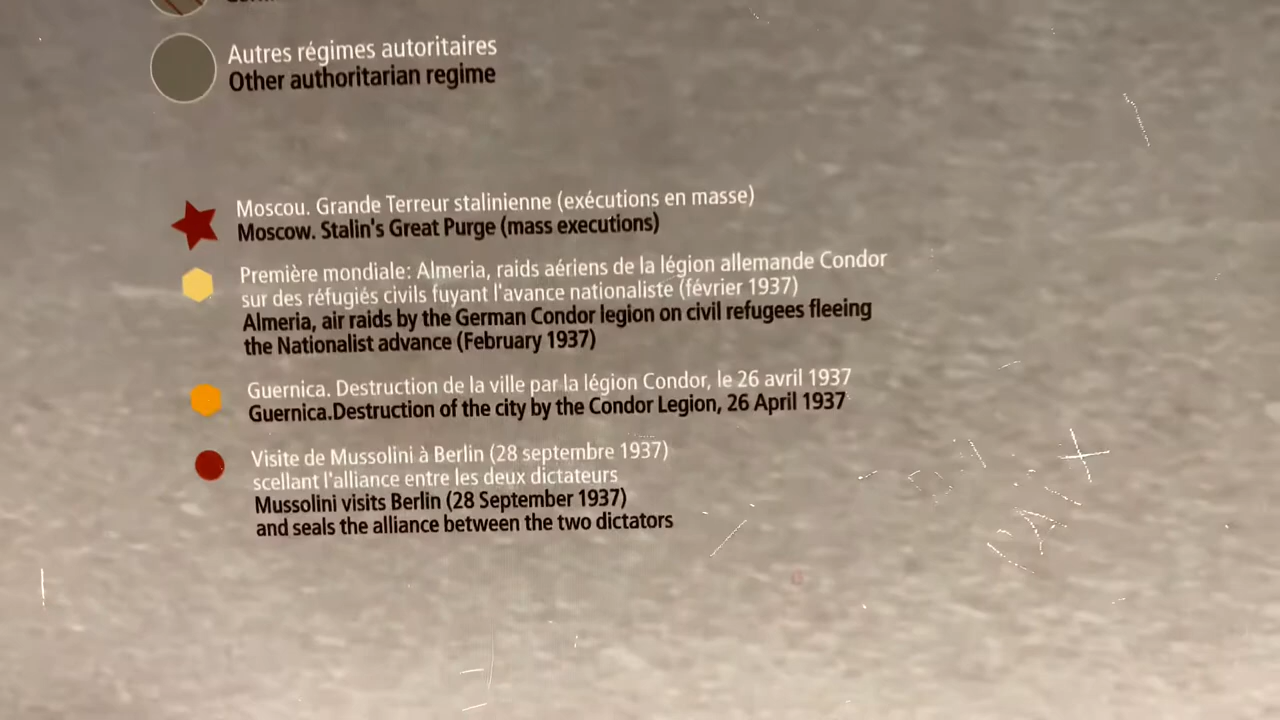 Autres régimes autoritaires
Other authoritarian regime
Moscou. Grande Terreur stalinienne (exécutions en masse)
Moscow. Stalin's Great Purge (mass executions)
Première mondiale: Almeria, raids aériens de la légion allemande Condor
sur des réfugiés civils fuyant l'avance nationaliste (février 1937)
Almeria, air raids by the German Condor legion on civil refugees fleeing
the Nationalist advance (February 1937)
Guernica. Destruction de la ville par la légion Condor, le 26 avril 1937
Guernica.Destruction of the city by the Condor Legion, 26 April 1937
Visite de Mussolini à Berlin (28 septembre 1937)
scellant l'alliance entre les deux dictateurs
Mussolini visits Berlin (28 September 1937)
and seals the alliance between the two dictators